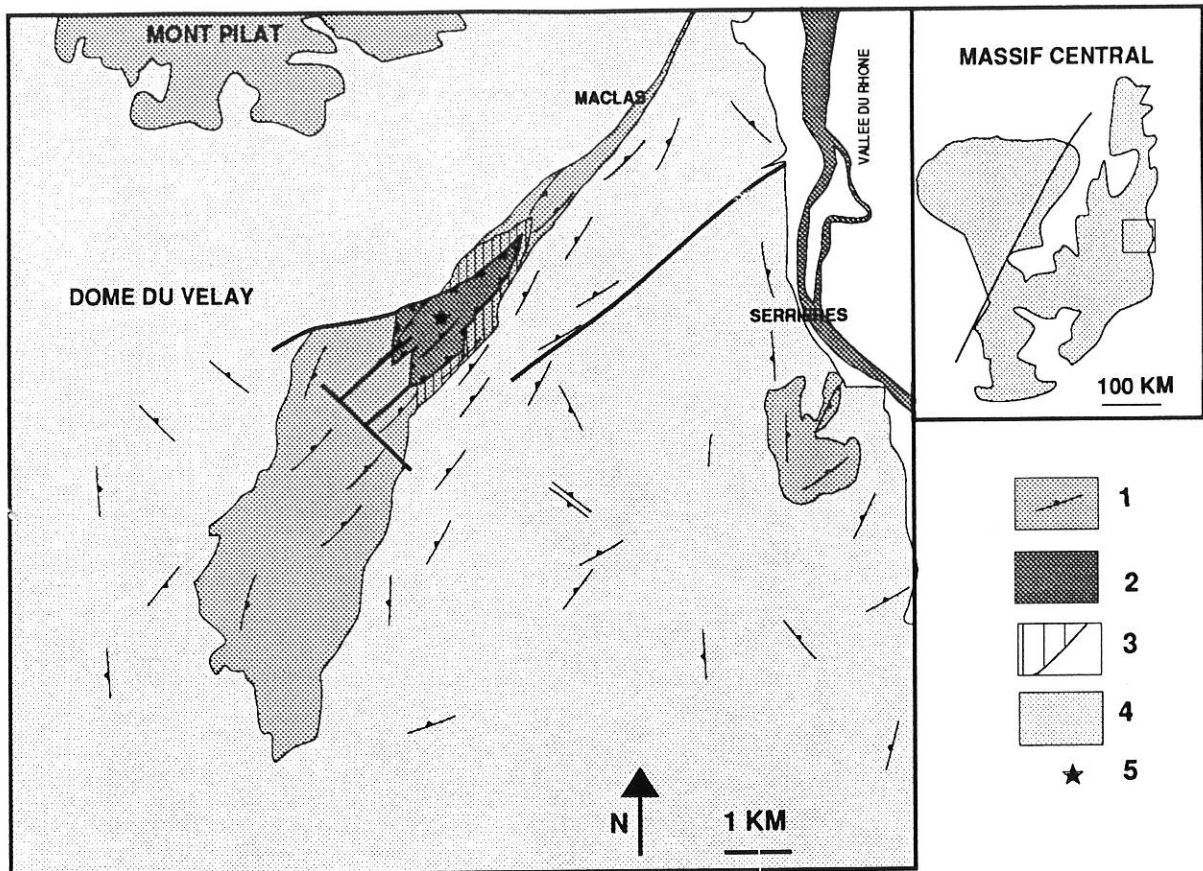 MONT PILAT
MACLAS
VALLEE DU RHONE
DOME DU VELAY
SERRIERES
N
1 KM
MASSIF CENTRAL
100 KM
1
2
3
4
5